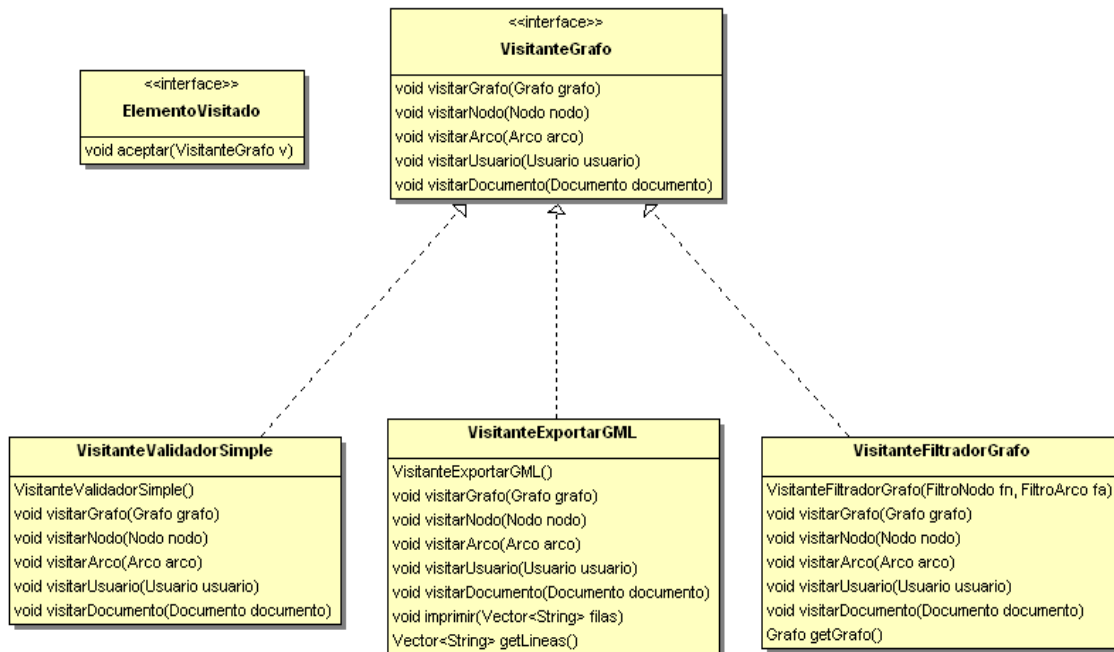 <<interface>>
VisitanteGrafo
void visitarGrafo(Grafo grafo)
void visitarNodo(Nodo nodo)
void visitarArco(Arco arco)
void visitarUsuario(Usuario usuario)
void visitarDocumento(Documento documento)
<<interface>>
ElementoVisitado
void aceptar(VisitanteGrafo v)
VisitanteValidadorSimple
VisitanteValidadorSimple()
void visitarGrafo(Grafo grafo)
void visitarNodo(Nodo nodo)
void visitarArco(Arco arco)
void visitarUsuario(Usuario usuario)
void visitarDocumento(Documento documento)
VisitanteExportarGML
VisitanteExportarGML()
void visitarGrafo(Grafo grafo)
void visitarNodo(Nodo nodo)
void visitarArco(Arco arco)
void visitarUsuario(Usuario usuario)
void visitarDocumento(Documento documento)
void imprimir(Vector<String> filas)
Vector<String> getLineas()
VisitanteFiltradorGrafo
VisitanteFiltradorGrafo(FiltroNodo fn, FiltroArco fa)
void visitarGrafo(Grafo grafo)
void visitarNodo(Nodo nodo)
void visitarArco(Arco arco)
void visitarUsuario(Usuario usuario)
void visitarDocumento(Documento documento)
Grafo getGrafo()